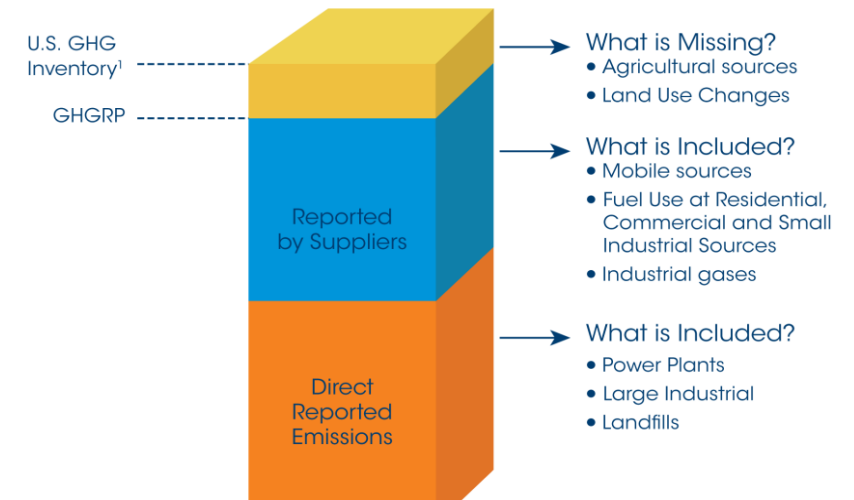 U.S. GHG
Inventory¹
GHGRP
Reported
by Suppliers
Direct
Reported
Emissions
What is Missing?
• Agricultural sources
• Land Use Changes
What is Included?
• Mobile sources
• Fuel Use at Residential,
Commercial and Small
Industrial Sources
• Industrial gases
What is Included?
• Power Plants
• Large Industrial
• Landfills